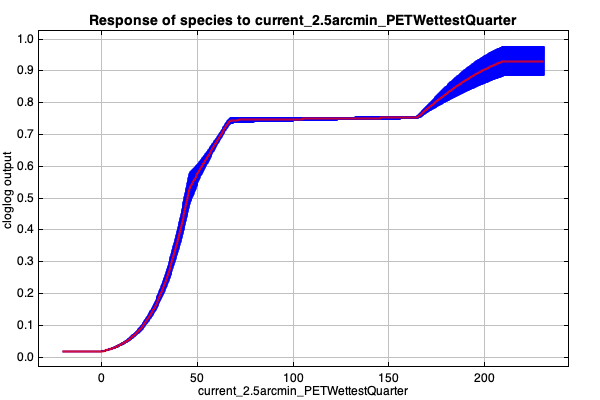 Response of species to current_2.5arcmin_PETWettestQuarter
1.0
0.9
0.8
0.7
0.6
0.5
0.4
0.3
0.2
0.1
0.0
cloglog output
0 50 100 150 200
current_2.5arcmin_PETWettestQuarter